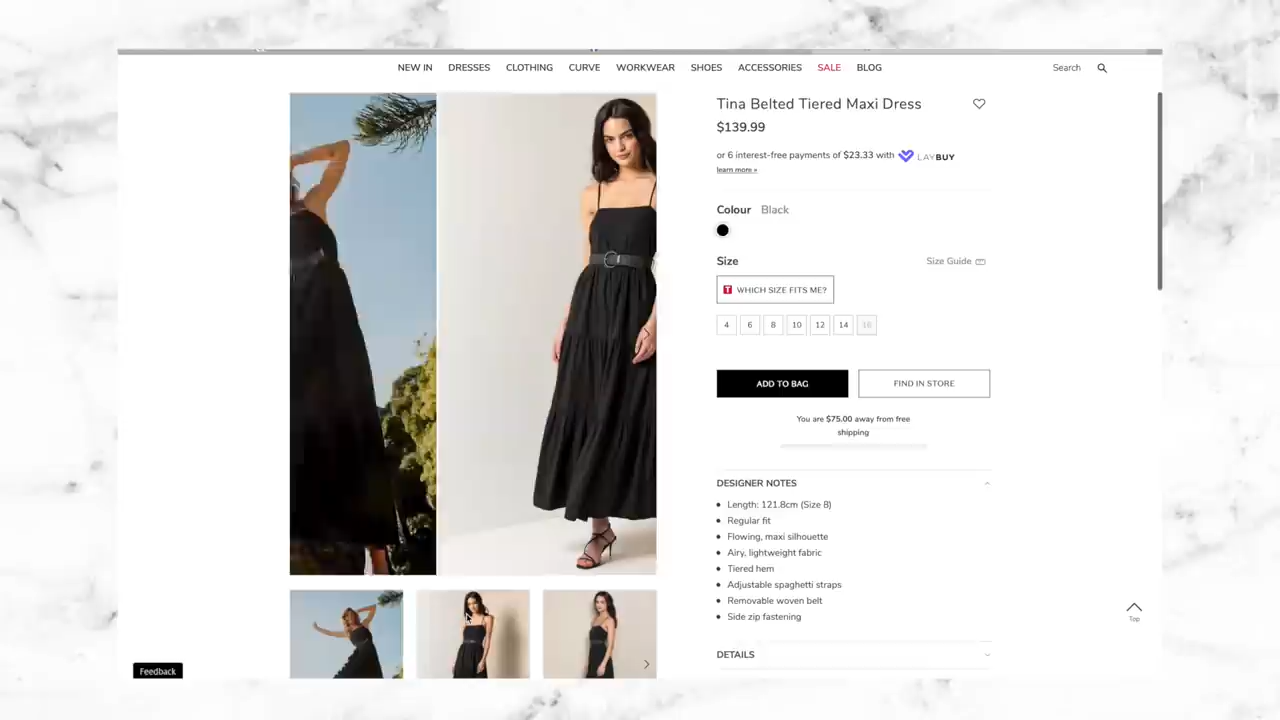 NEW IN DRESSES CLOTHING CURVE WORKWEAR SHOES ACCESSORIES SALE BLOG Search
Tina Belted Tiered Maxi Dress
$139.99
or 6 interest-free payments of $23.33 with LAYBUY
learn more »
Colour Black
Size Size Guide
T WHICH SIZE FITS ME?
4 6 8 10 12 14 16
ADD TO BAG FIND IN STORE
You are $75.00 away from free
shipping
DESIGNER NOTES
Length: 121.8cm (Size 8)
Regular fit
Flowing, maxi silhouette
Airy, lightweight fabric
Tiered hem
Adjustable spaghetti straps
Removable woven belt
Side zip fastening
Top
DETAILS
Feedback